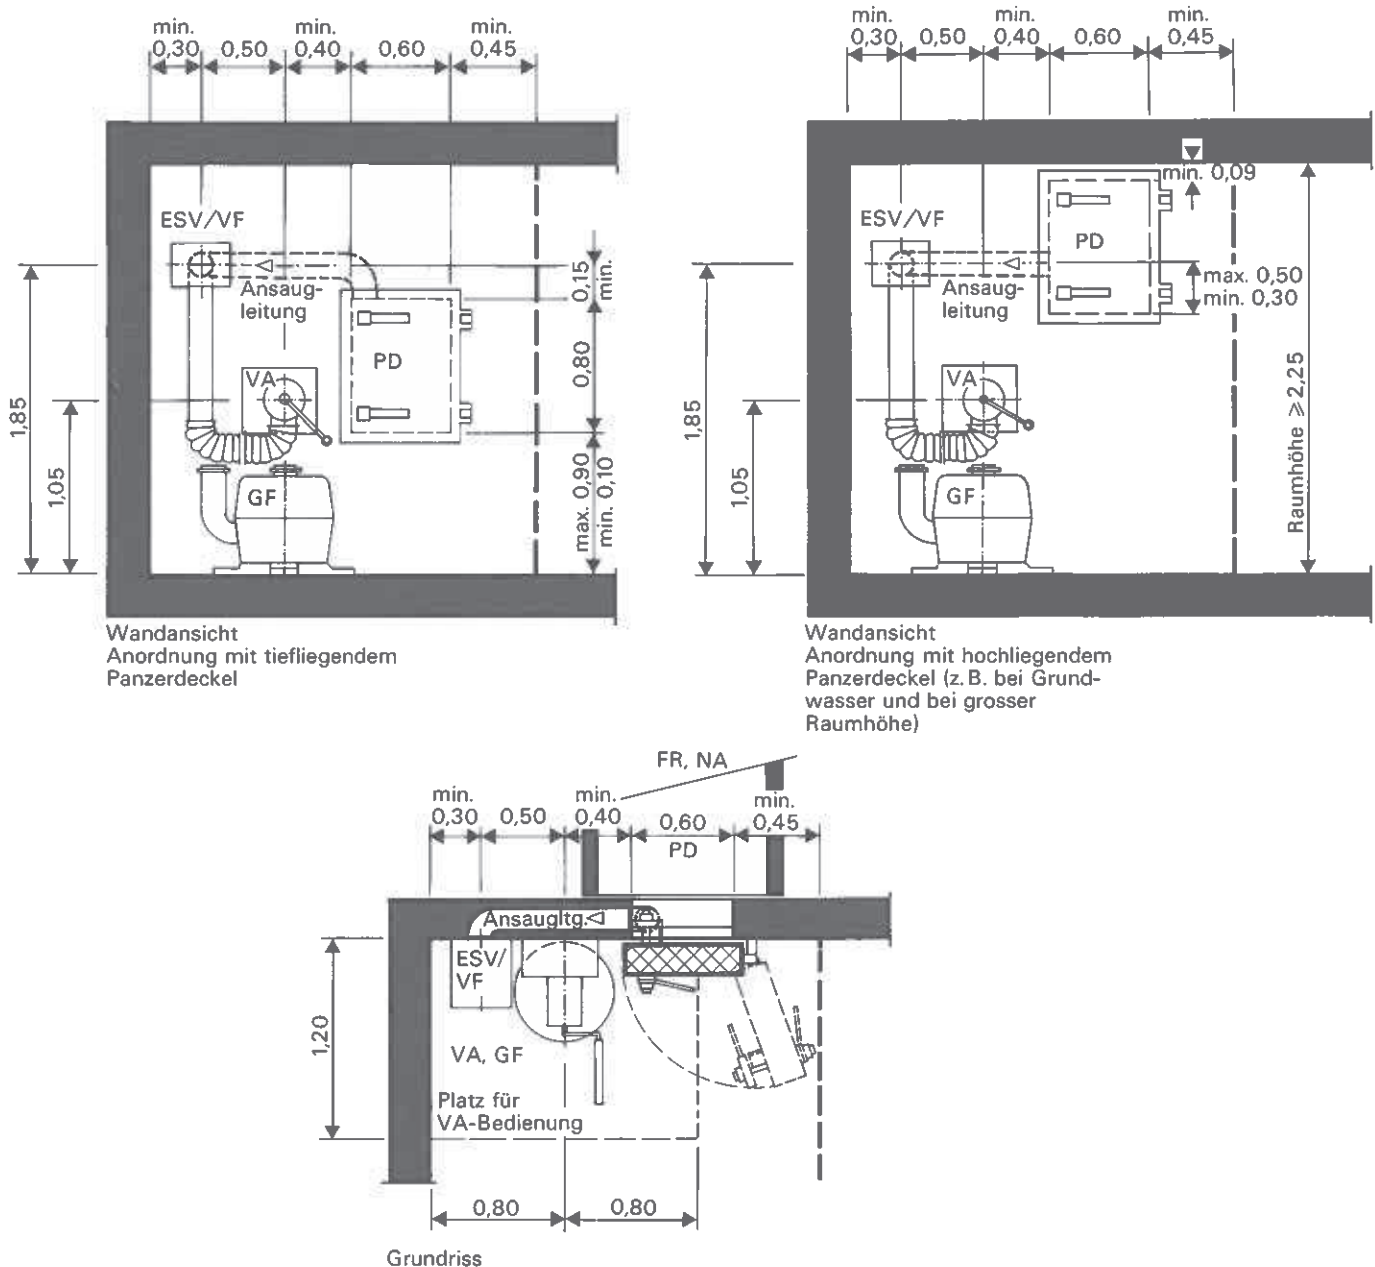 min. min. min.
0,30 0,50 0,40 0,60 0,45
ESV/VF
Ansaug-
leitung
VA
PD
GF
1,85
1,05
0,15
min.
0,80
max. 0,90
min. 0,10
Wandansicht
Anordnung mit tiefliegendem
Panzerdeckel
min. min. min.
0,30 0,50 0,40 0,60 0,45
min. 0,09
ESV/VF
PD
Ansaug-
leitung
max. 0,50
min. 0,30
VA
GF
1,85
1,05
Raumhöhe ⩾ 2,25
Wandansicht
Anordnung mit hochliegendem
Panzerdeckel (z.B. bei Grund-
wasser und bei grosser
Raumhöhe)
FR, NA
min. min. min.
0,30 0,50 0,40 0,60 0,45
PD
Ansaugltg.
ESV/
VF
1,20
VA, GF
Platz für
VA-Bedienung
0,80 0,80
Grundriss